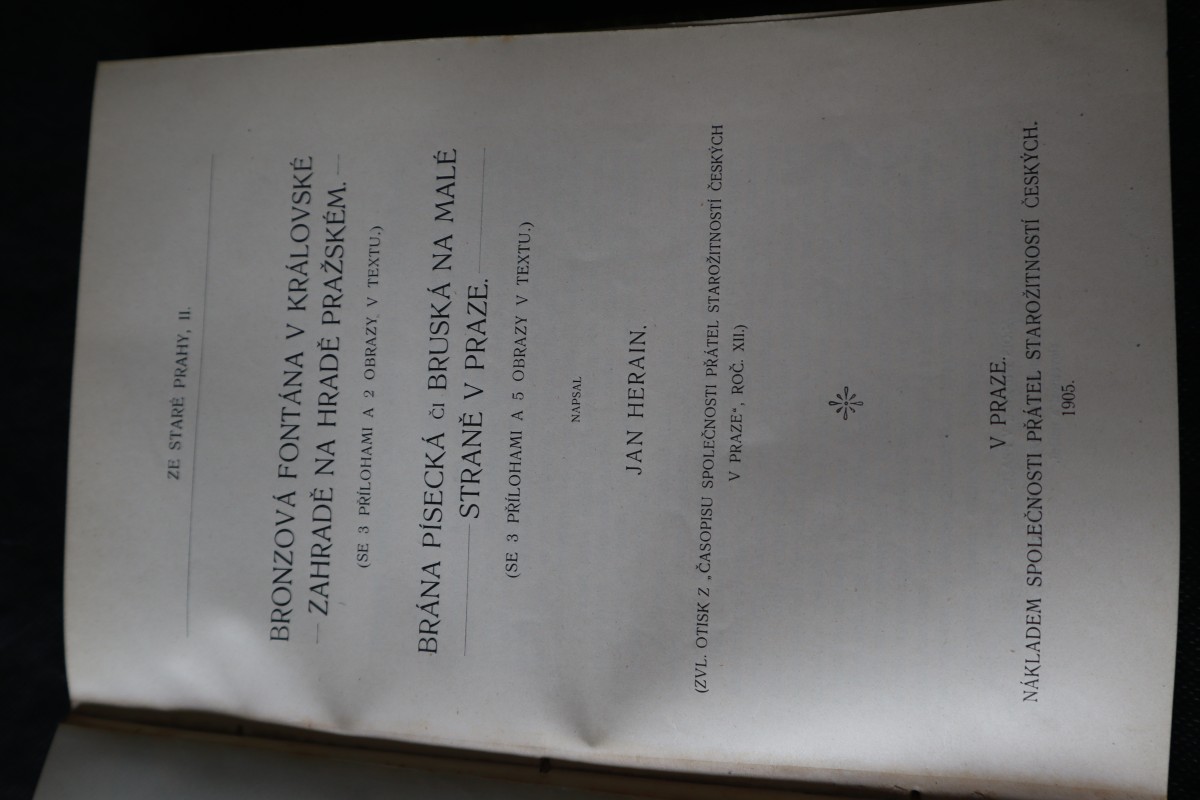 ZE STARÉ PRAHY, II.
BRONZOVÁ FONTÁNA V KRÁLOVSKÉ
ZAHRADĚ NA HRADĚ PRAŽSKÉM.
(SE 3 PŘÍLOHAMI A 2 OBRAZY V TEXTU.)
BRÁNA PÍSECKÁ ČI BRUSKÁ NA MALÉ
STRANĚ V PRAZE.
(SE 3 PŘÍLOHAMI A 5 OBRAZY V TEXTU.)
NAPSAL
JAN HERAIN.
(ZVL. OTISK Z „ČASOPISU SPOLEČNOSTI PŘÁTEL STAROŽITNOSTÍ ČESKÝCH
V PRAZE“, ROČ. XII.)
V PRAZE.
NÁKLADEM SPOLEČNOSTI PŘÁTEL STAROŽITNOSTÍ ČESKÝCH.
1905.